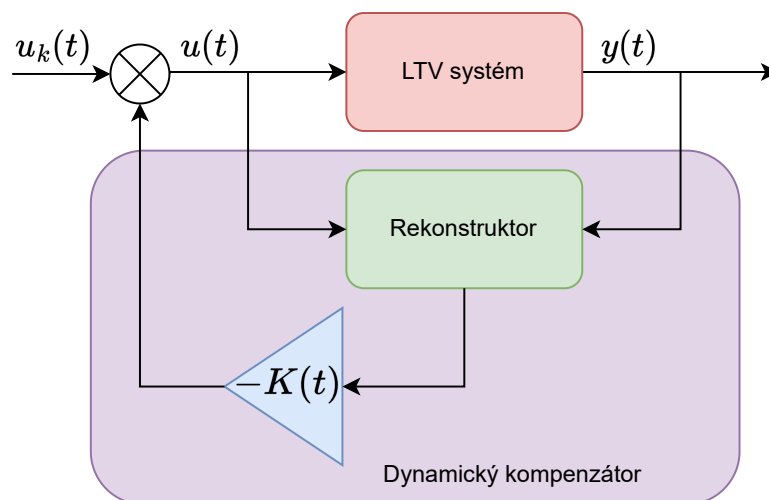 u_k(t)
u(t)
LTV systém
y(t)
Rekonstruktor
−K(t)
Dynamický kompenzátor